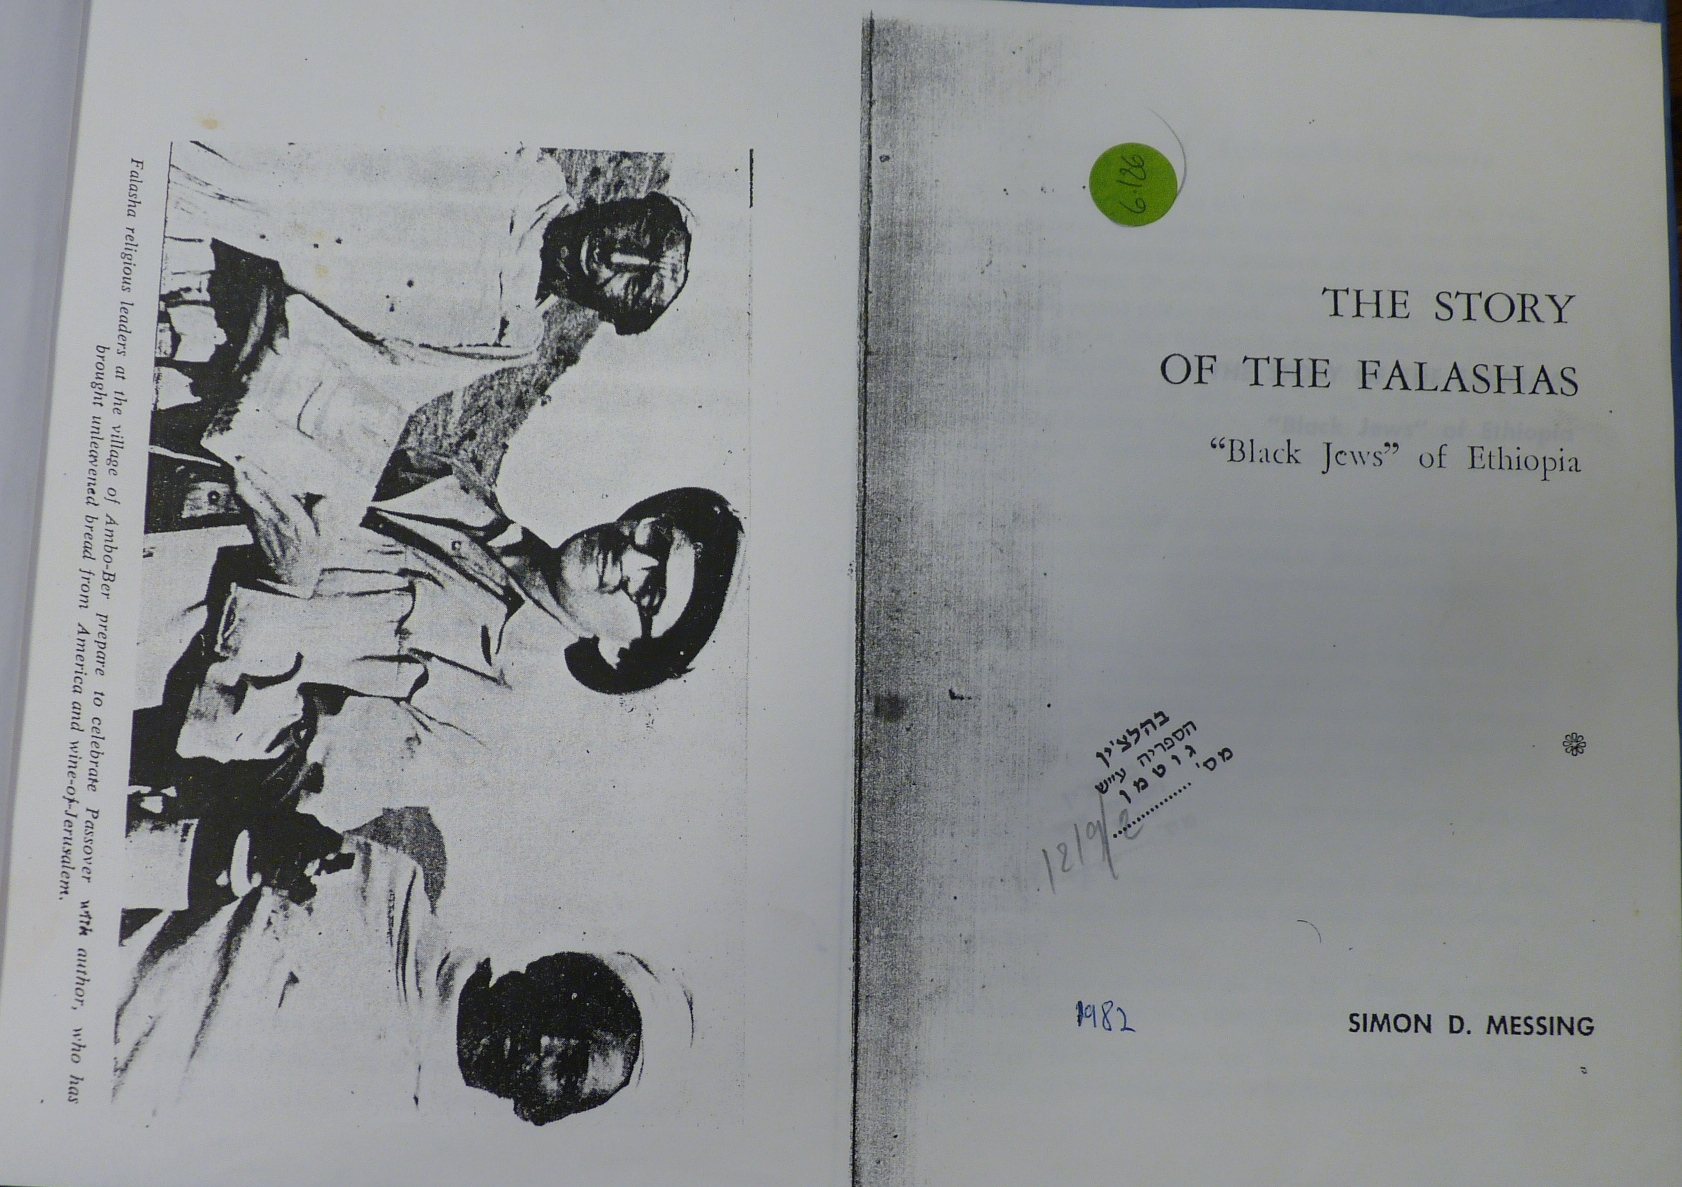 Falasha religious leaders at the village of Ambo-Ber prepare to celebrate Passover with author, who has
brought unleavened bread from America and wine-of-Jerusalem.
6.126
THE STORY
OF THE FALASHAS
"Black Jews" of Ethiopia
בהלצ"ין
הספריה ע"ש
גוטמן
מס'
1982
SIMON D. MESSING